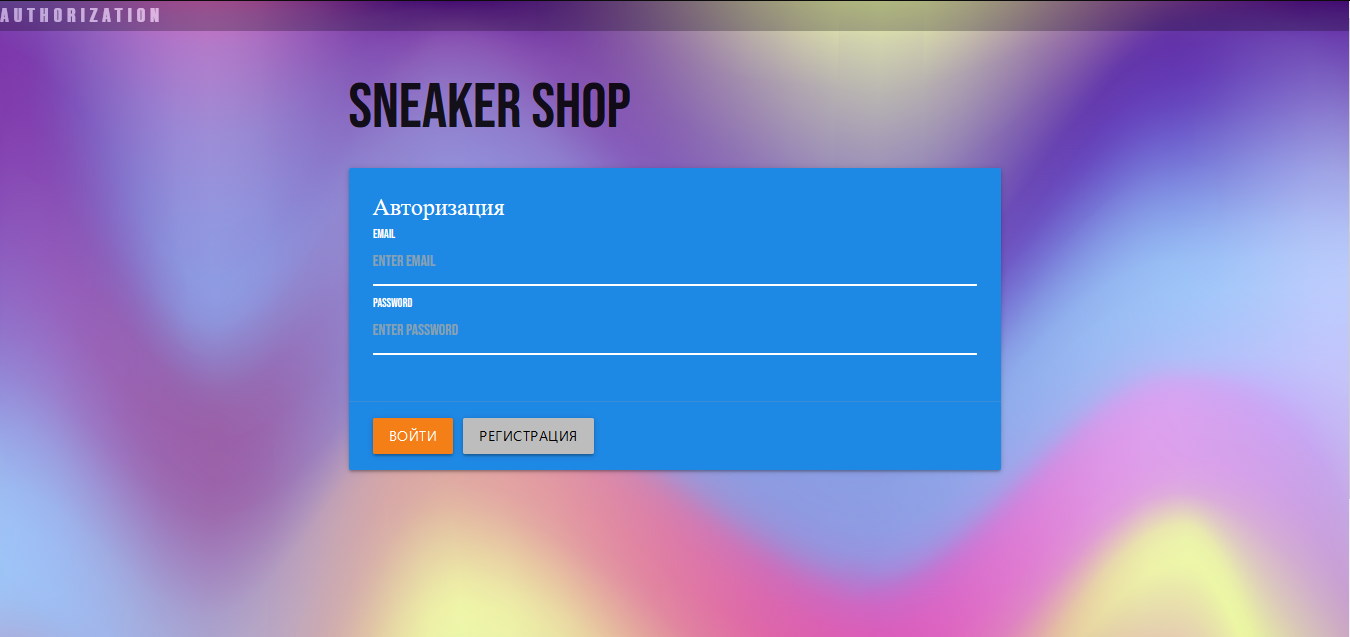 AUTHORIZATION
SNEAKER SHOP
Авторизация
EMAIL
ENTER EMAIL
PASSWORD
ENTER PASSWORD
ВОЙТИ РЕГИСТРАЦИЯ